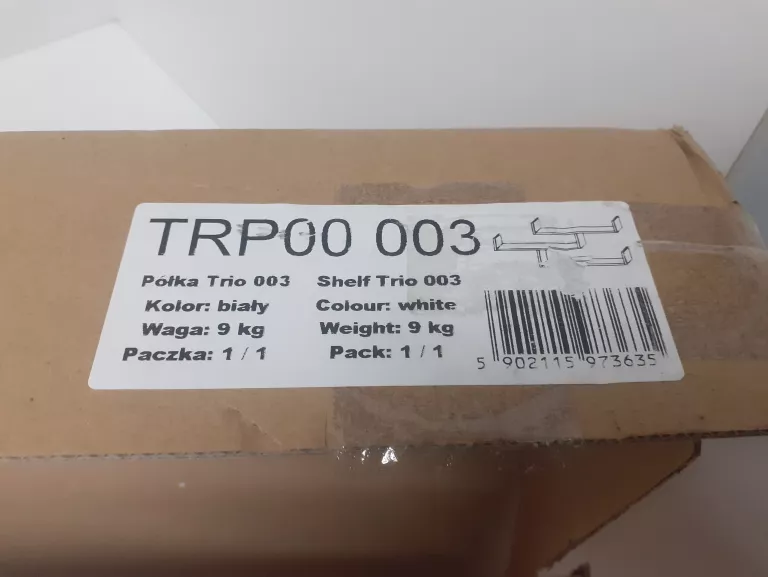 TRP00 003
Półka Trio 003 Shelf Trio 003
Kolor: biały Colour: white
Waga: 9 kg Weight: 9 kg
Paczka: 1 / 1 Pack: 1 / 1
5 902115 973635